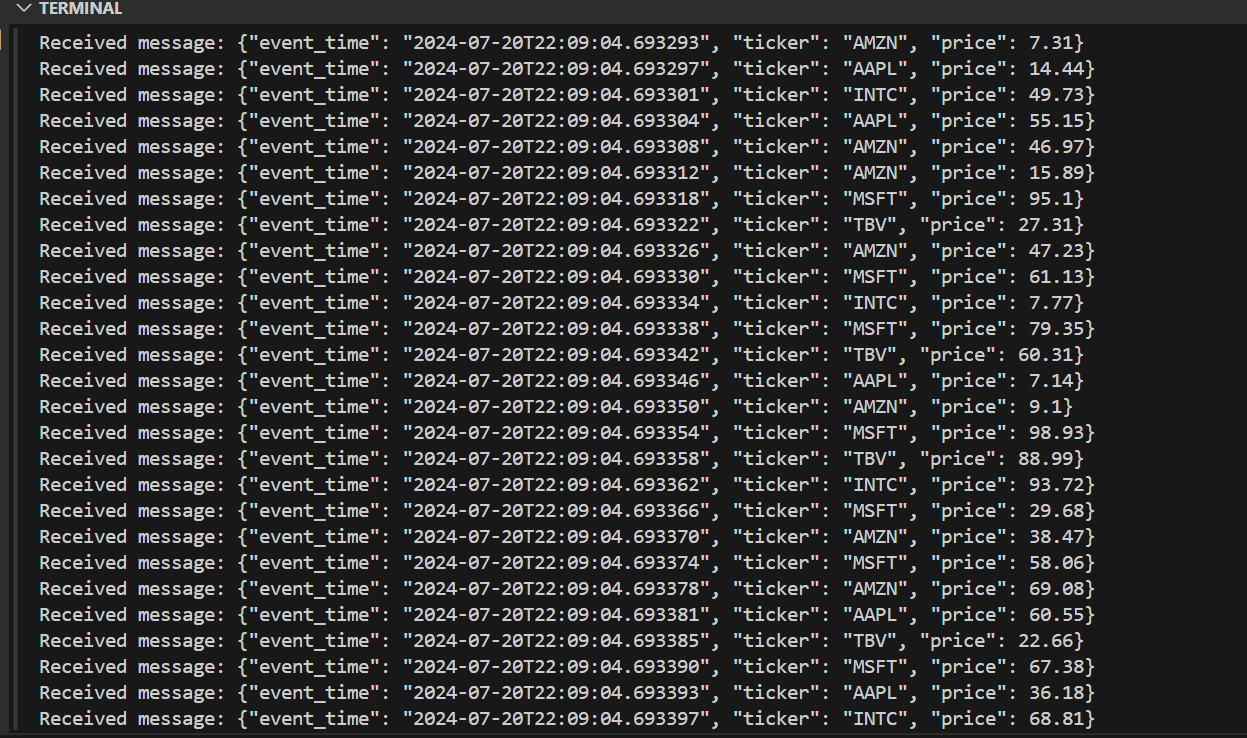 TERMINAL
Received message: {"event_time": "2024-07-20T22:09:04.693293", "ticker": "AMZN", "price": 7.31}
Received message: {"event_time": "2024-07-20T22:09:04.693297", "ticker": "AAPL", "price": 14.44}
Received message: {"event_time": "2024-07-20T22:09:04.693301", "ticker": "INTC", "price": 49.73}
Received message: {"event_time": "2024-07-20T22:09:04.693304", "ticker": "AAPL", "price": 55.15}
Received message: {"event_time": "2024-07-20T22:09:04.693308", "ticker": "AMZN", "price": 46.97}
Received message: {"event_time": "2024-07-20T22:09:04.693312", "ticker": "AMZN", "price": 15.89}
Received message: {"event_time": "2024-07-20T22:09:04.693318", "ticker": "MSFT", "price": 95.1}
Received message: {"event_time": "2024-07-20T22:09:04.693322", "ticker": "TBV", "price": 27.31}
Received message: {"event_time": "2024-07-20T22:09:04.693326", "ticker": "AMZN", "price": 47.23}
Received message: {"event_time": "2024-07-20T22:09:04.693330", "ticker": "MSFT", "price": 61.13}
Received message: {"event_time": "2024-07-20T22:09:04.693334", "ticker": "INTC", "price": 7.77}
Received message: {"event_time": "2024-07-20T22:09:04.693338", "ticker": "MSFT", "price": 79.35}
Received message: {"event_time": "2024-07-20T22:09:04.693342", "ticker": "TBV", "price": 60.31}
Received message: {"event_time": "2024-07-20T22:09:04.693346", "ticker": "AAPL", "price": 7.14}
Received message: {"event_time": "2024-07-20T22:09:04.693350", "ticker": "AMZN", "price": 9.1}
Received message: {"event_time": "2024-07-20T22:09:04.693354", "ticker": "MSFT", "price": 98.93}
Received message: {"event_time": "2024-07-20T22:09:04.693358", "ticker": "TBV", "price": 88.99}
Received message: {"event_time": "2024-07-20T22:09:04.693362", "ticker": "INTC", "price": 93.72}
Received message: {"event_time": "2024-07-20T22:09:04.693366", "ticker": "MSFT", "price": 29.68}
Received message: {"event_time": "2024-07-20T22:09:04.693370", "ticker": "AMZN", "price": 38.47}
Received message: {"event_time": "2024-07-20T22:09:04.693374", "ticker": "MSFT", "price": 58.06}
Received message: {"event_time": "2024-07-20T22:09:04.693378", "ticker": "AMZN", "price": 69.08}
Received message: {"event_time": "2024-07-20T22:09:04.693381", "ticker": "AAPL", "price": 60.55}
Received message: {"event_time": "2024-07-20T22:09:04.693385", "ticker": "TBV", "price": 22.66}
Received message: {"event_time": "2024-07-20T22:09:04.693390", "ticker": "MSFT", "price": 67.38}
Received message: {"event_time": "2024-07-20T22:09:04.693393", "ticker": "AAPL", "price": 36.18}
Received message: {"event_time": "2024-07-20T22:09:04.693397", "ticker": "INTC", "price": 68.81}